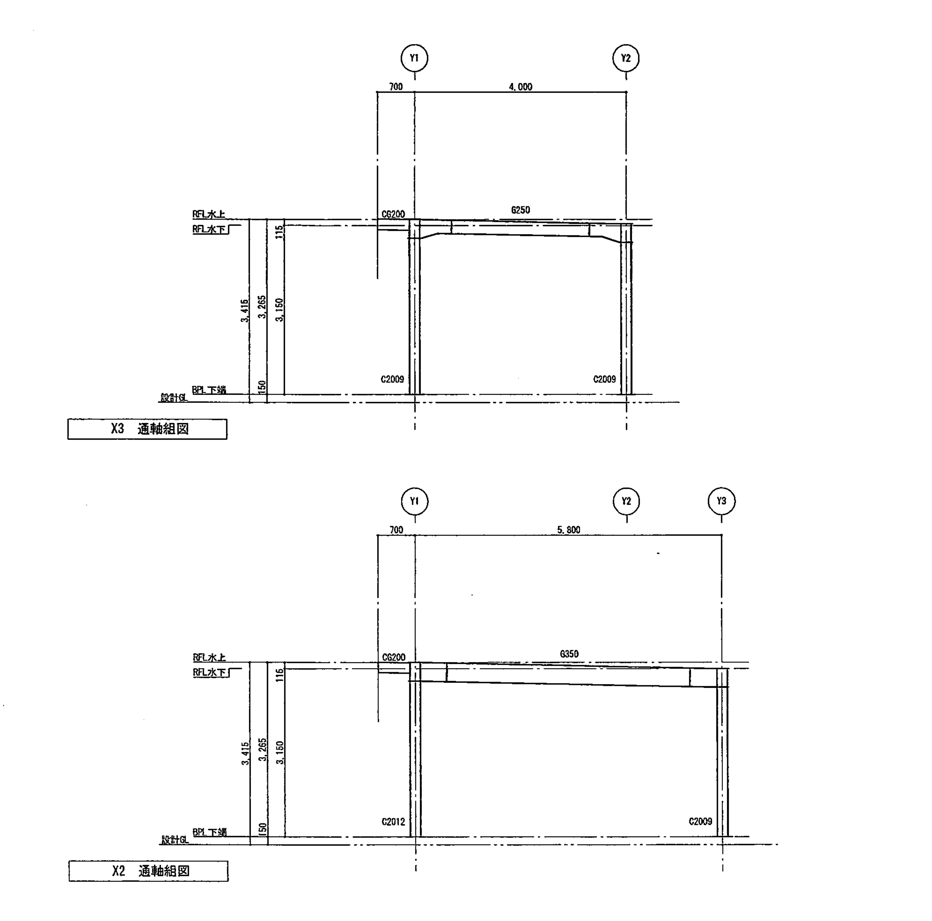 Y1
Y2
700
4,000
RFL水上
CG200
G250
RFL水下
115
3,415
3,265
3,150
C2009
C2009
BPL下端
150
設計GL
X3 通軸組図
Y1
Y2
Y3
700
5,800
RFL水上
CG200
G350
RFL水下
115
3,415
3,265
3,150
C2012
C2009
BPL下端
150
設計GL
X2 通軸組図